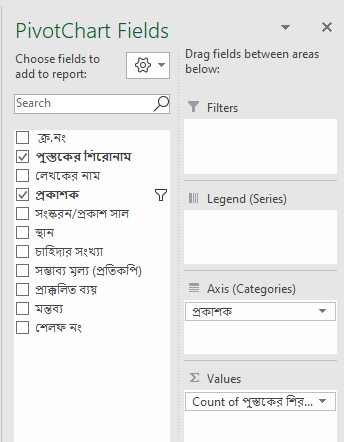 PivotChart Fields
Choose fields to add to report:
Search
ক্র.নং
পুস্তকের শিরোনাম
লেখকের নাম
প্রকাশক
সংস্করন/প্রকাশ সাল
স্থান
চাহিদার সংখ্যা
সম্ভাব্য মূল্য (প্রতিকপি)
প্রাক্কলিত ব্যয়
মন্তব্য
শেলফ নং
Drag fields between areas below:
Filters
Legend (Series)
Axis (Categories)
প্রকাশক
Values
Count of পুস্তকের শির...